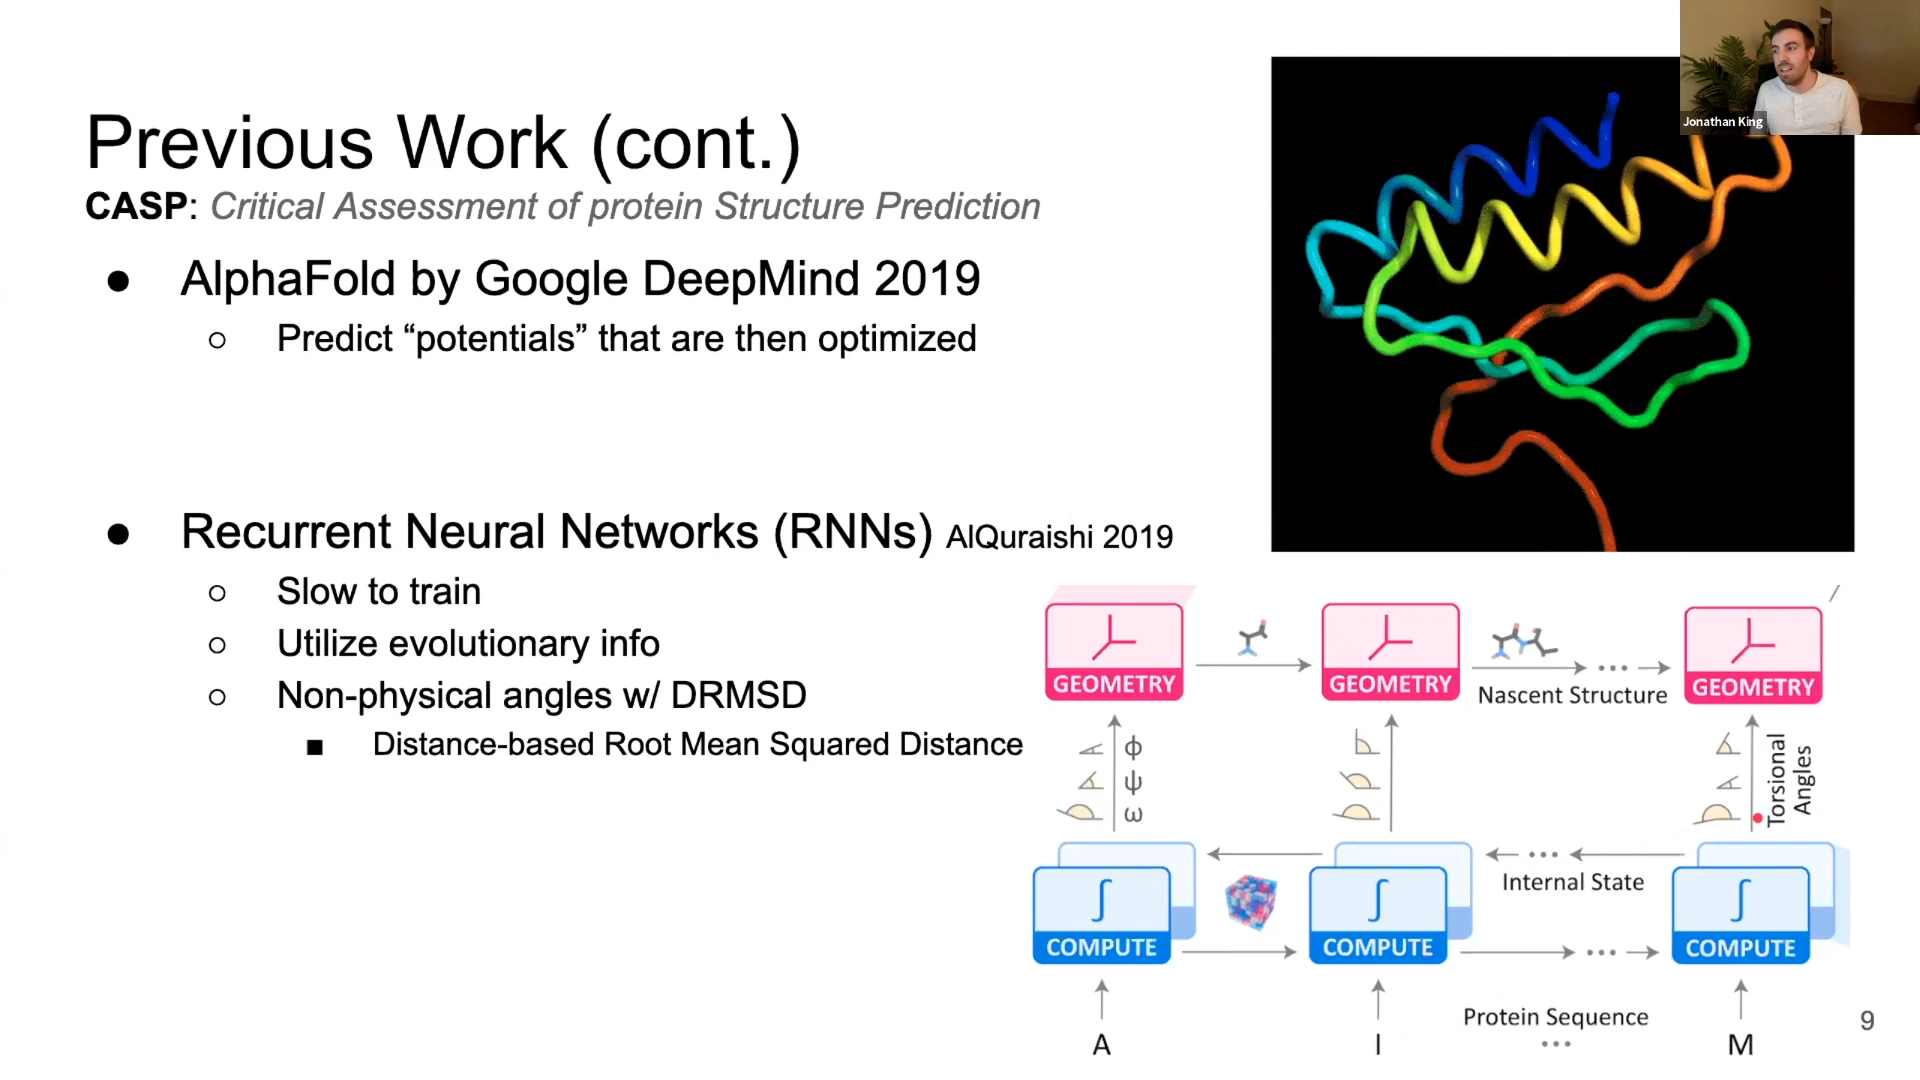 Jonathan King
Previous Work (cont.)
CASP: Critical Assessment of protein Structure Prediction
● AlphaFold by Google DeepMind 2019
○ Predict “potentials” that are then optimized
● Recurrent Neural Networks (RNNs) AlQuraishi 2019
○ Slow to train
○ Utilize evolutionary info
○ Non-physical angles w/ DRMSD
■ Distance-based Root Mean Squared Distance
GEOMETRY
GEOMETRY
Nascent Structure
GEOMETRY
ϕ
ψ
ω
Torsional
Angles
Internal State
∫
COMPUTE
∫
COMPUTE
∫
COMPUTE
Protein Sequence
A
I
...
M
9